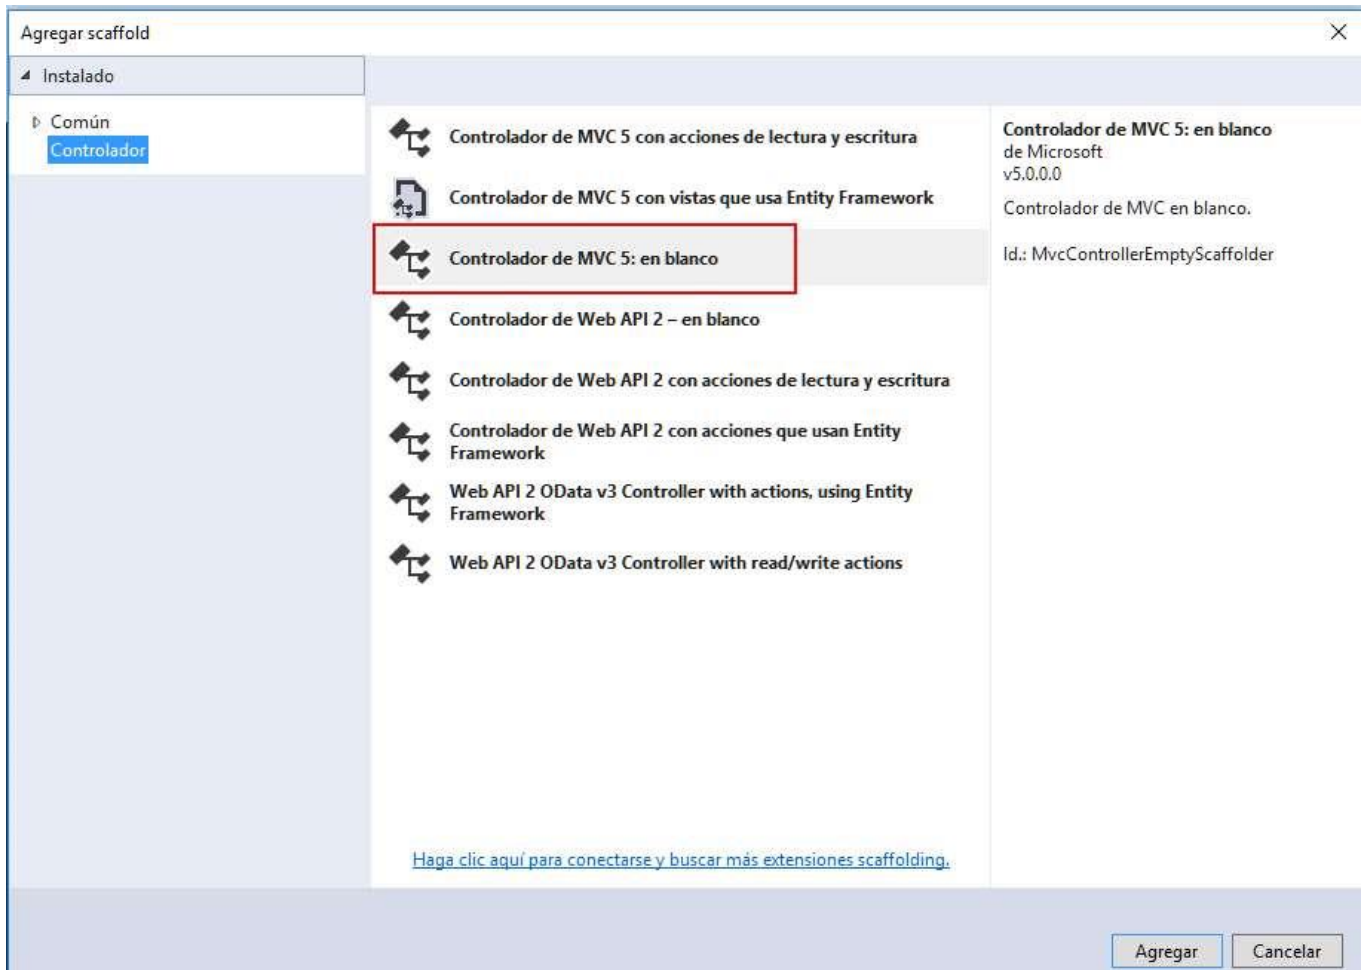 Agregar scaffold
Instalado
Común
Controlador
Controlador de MVC 5 con acciones de lectura y escritura
Controlador de MVC 5 con vistas que usa Entity Framework
Controlador de MVC 5: en blanco
Controlador de Web API 2 – en blanco
Controlador de Web API 2 con acciones de lectura y escritura
Controlador de Web API 2 con acciones que usan Entity
Framework
Web API 2 OData v3 Controller with actions, using Entity
Framework
Web API 2 OData v3 Controller with read/write actions
Haga clic aquí para conectarse y buscar más extensiones scaffolding.
Controlador de MVC 5: en blanco
de Microsoft
v5.0.0.0
Controlador de MVC en blanco.
Id.: MvcControllerEmptyScaffolder
Agregar
Cancelar